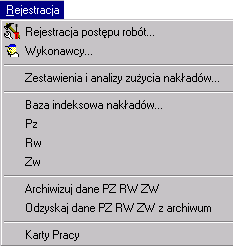 Rejestracja
Rejestracja postępu robót...
Wykonawcy...
Zestawienia i analizy zużycia nakładów...
Baza indeksowa nakładów...
Pz
Rw
Zw
Archiwizuj dane PZ RW ZW
Odzyskaj dane PZ RW ZW z archiwum
Karty Pracy